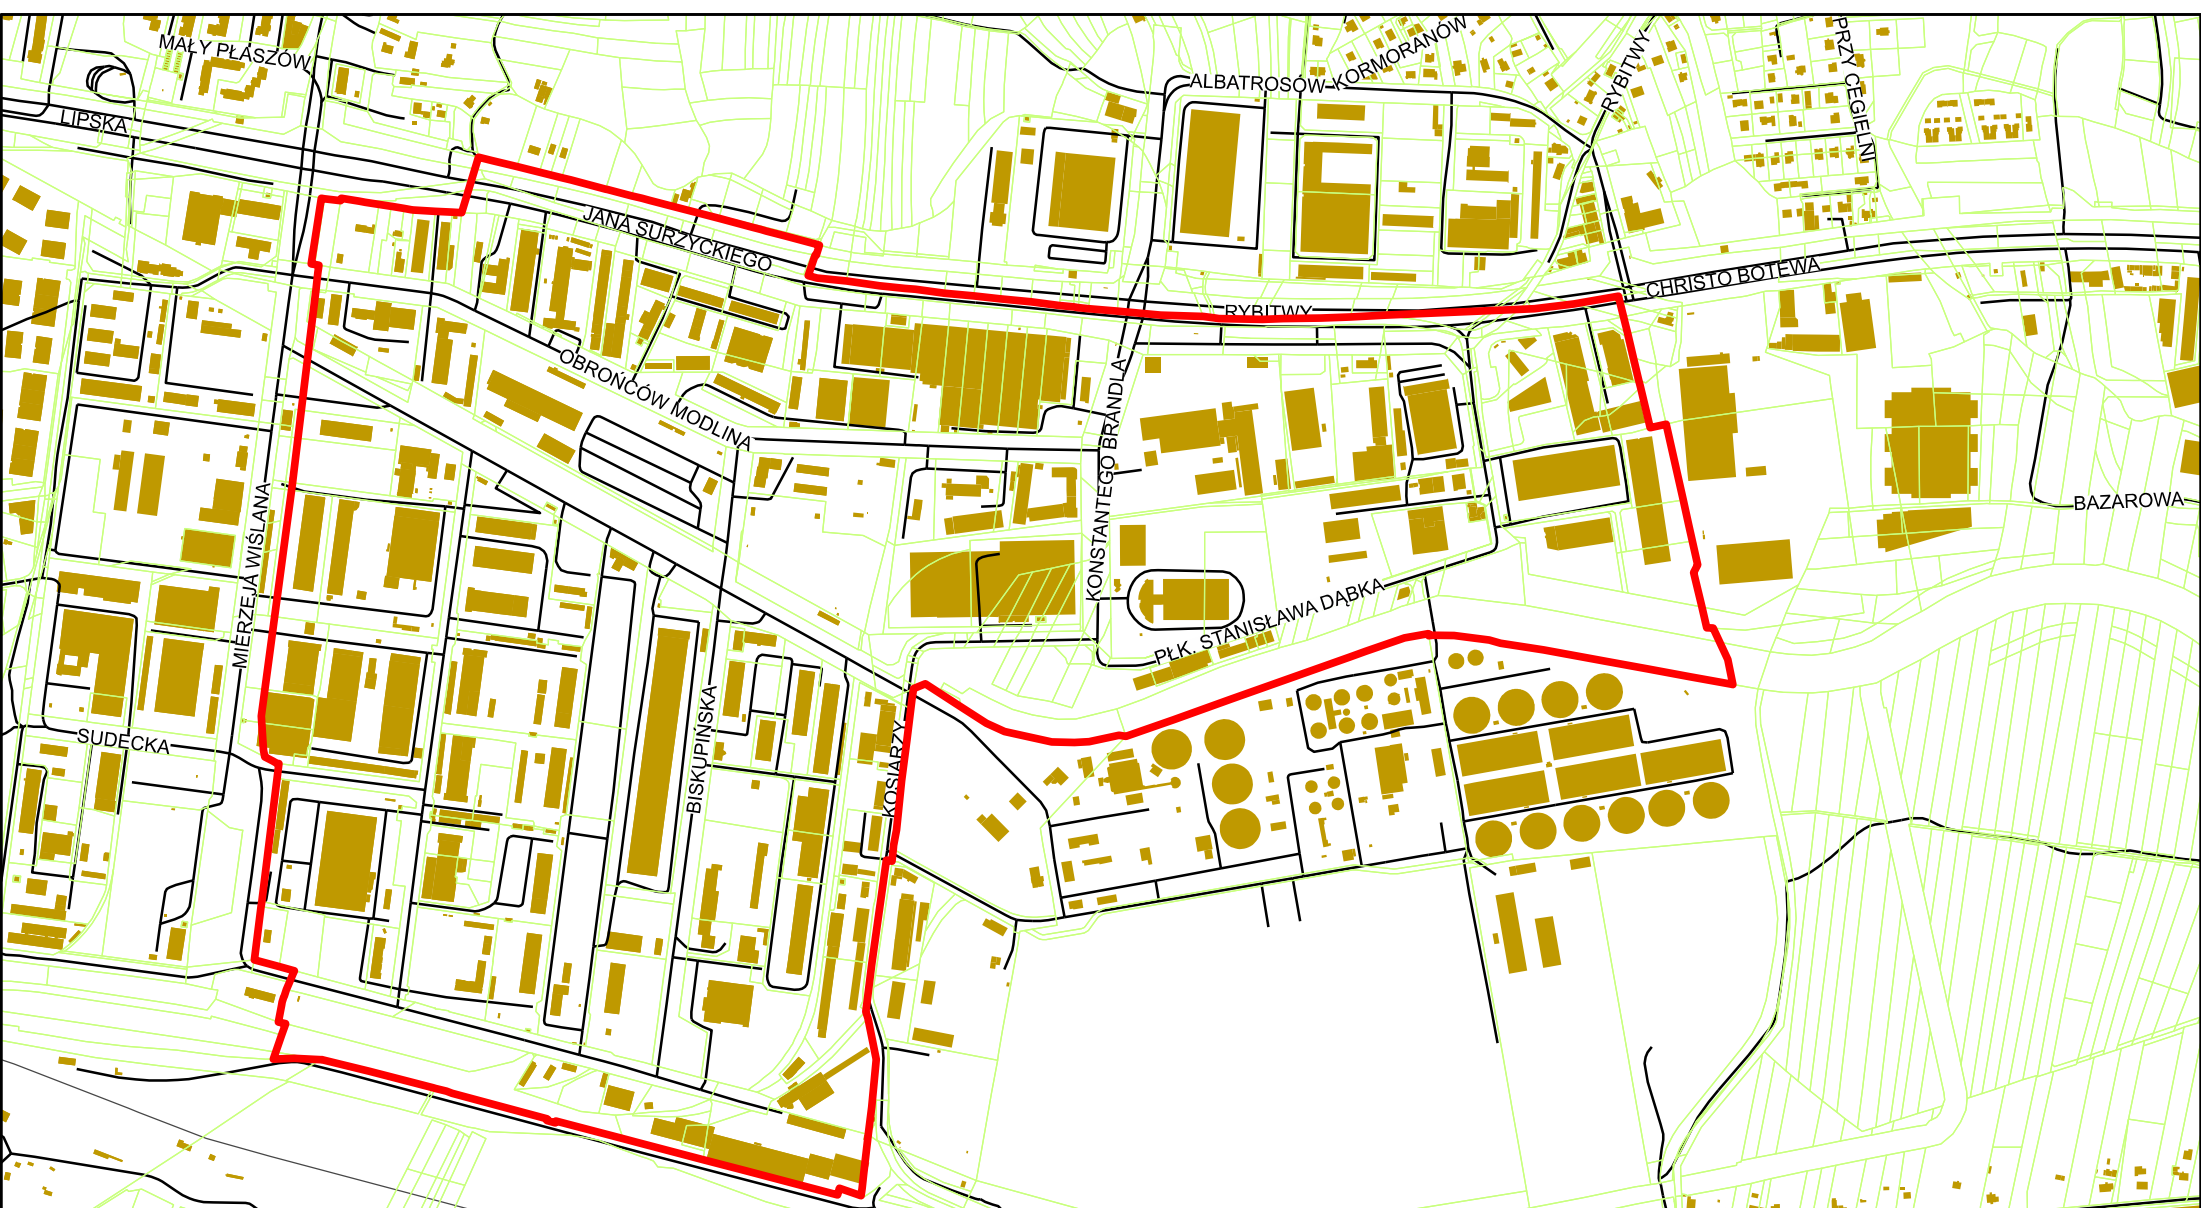 MAŁY PŁASZÓW
LIPSKA
ALBATROSÓW
KORMORANÓW
RYBITWY
PRZY CEGIELNI
JANA SURZYCKIEGO
CHRISTO BOTEWA
RYBITWY
OBROŃCÓW MODLINA
KONSTANTEGO BRANDLA
MIERZEJA WIŚLANA
BAZAROWA
PŁK. STANISŁAWA DĄBKA
SUDECKA
BISKUPIŃSKA
KOSIARZY